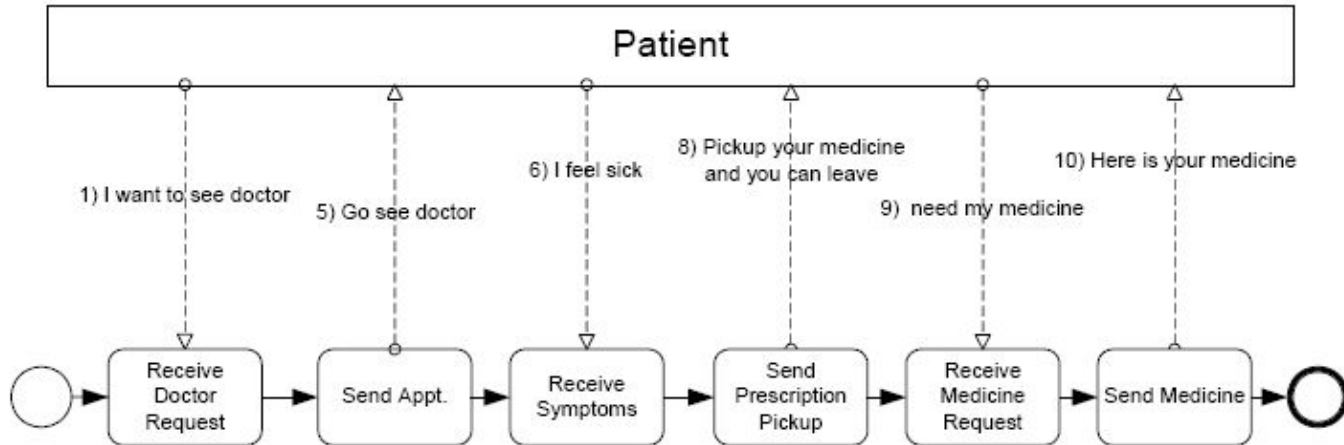 Patient
1) I want to see doctor
5) Go see doctor
6) I feel sick
8) Pickup your medicine
and you can leave
9) need my medicine
10) Here is your medicine
Receive
Doctor
Request
Send Appt.
Receive
Symptoms
Send
Prescription
Pickup
Receive
Medicine
Request
Send Medicine